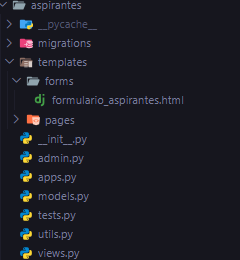 aspirantes
__pycache__
migrations
templates
forms
formulario_aspirantes.html
pages
__init__.py
admin.py
apps.py
models.py
tests.py
utils.py
views.py